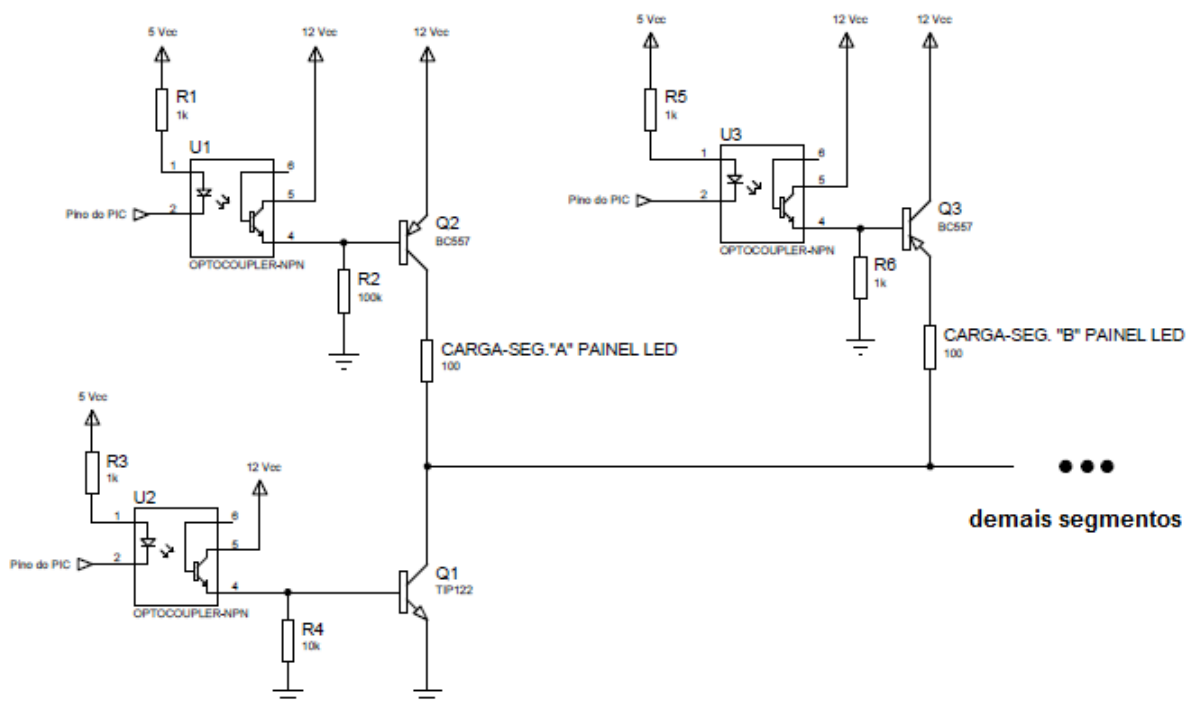 5 Vcc
12 Vcc
12 Vcc
R1
1k
U1
1
2
6
5
4
Pino do PIC
OPTOCOUPLER-NPN
Q2
BC557
R2
100k
CARGA-SEG."A" PAINEL LED
100
5 Vcc
12 Vcc
12 Vcc
R5
1k
U3
1
2
6
5
4
Pino do PIC
OPTOCOUPLER-NPN
Q3
BC557
R6
1k
CARGA-SEG. "B" PAINEL LED
100
5 Vcc
12 Vcc
R3
1k
U2
1
2
6
5
4
Pino do PIC
OPTOCOUPLER-NPN
Q1
TIP122
R4
10k
demais segmentos